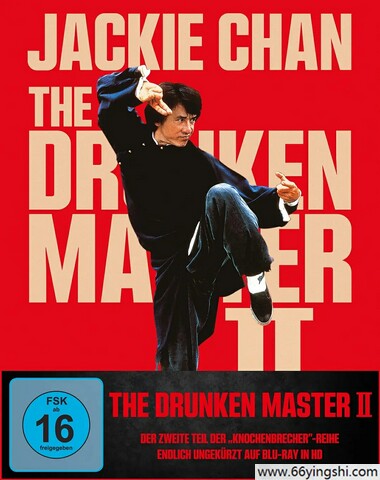 JACKIE CHAN
THE
DRUNKEN
MASTER
II
FSK
ab
16
freigegeben
THE DRUNKEN MASTER II
DER ZWEITE TEIL DER „KNOCHENBRECHER"-REIHE
ENDLICH UNGEKÜRZT AUF BLU-RAY IN HD
www.66yingshi.com